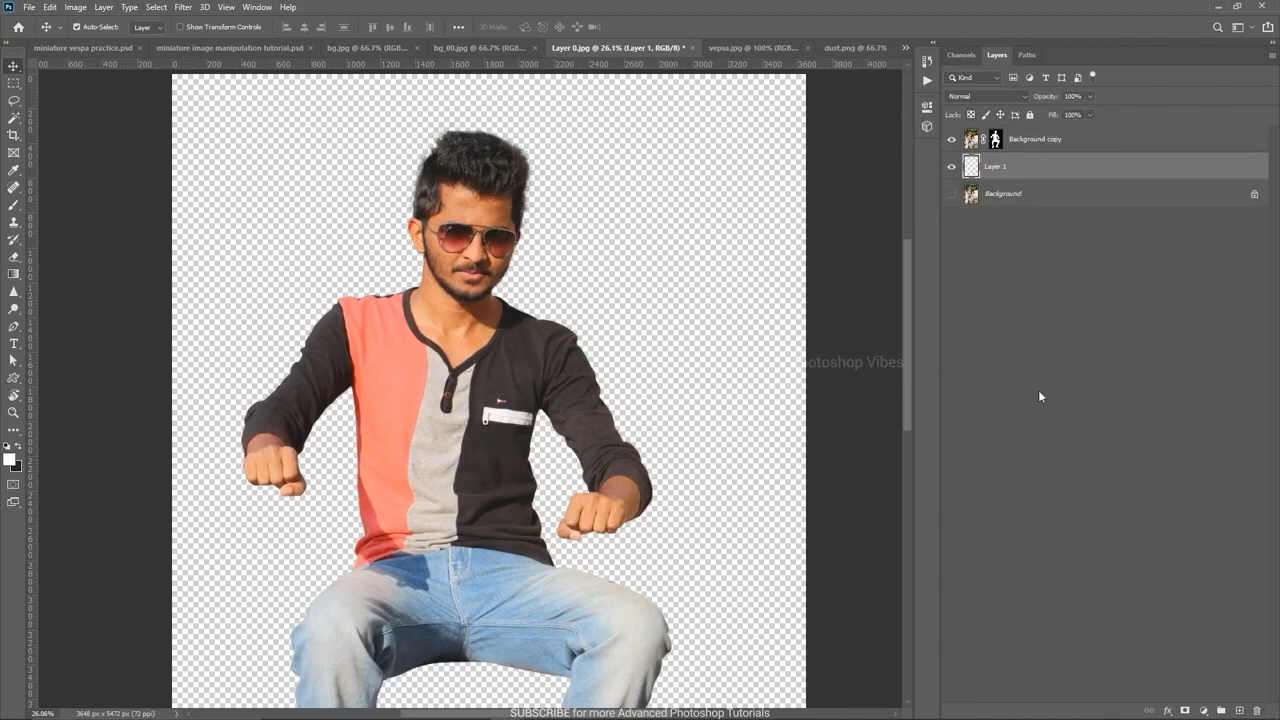 File Edit Image Layer Type Select Filter 3D View Window Help
Auto-Select: Layer Show Transform Controls 3D Mode:
miniature vespa practice.psd × miniature image manipulation tutorial.psd × bg.jpg @ 66.7% (RGB... × bg_00.jpg @ 66.7% (RGB... × Layer 0.jpg @ 26.1% (Layer 1, RGB/8) * × vepsa.jpg @ 100% (RGB... × dust.png @ 66.7%
Channels Layers Paths
Kind
Normal Opacity: 100%
Lock: Fill: 100%
Background copy
Layer 1
Background
otoshop Vibes
26.06% 3648 px x 5472 px (72 ppi)
SUBSCRIBE for more Advanced Photoshop Tutorials